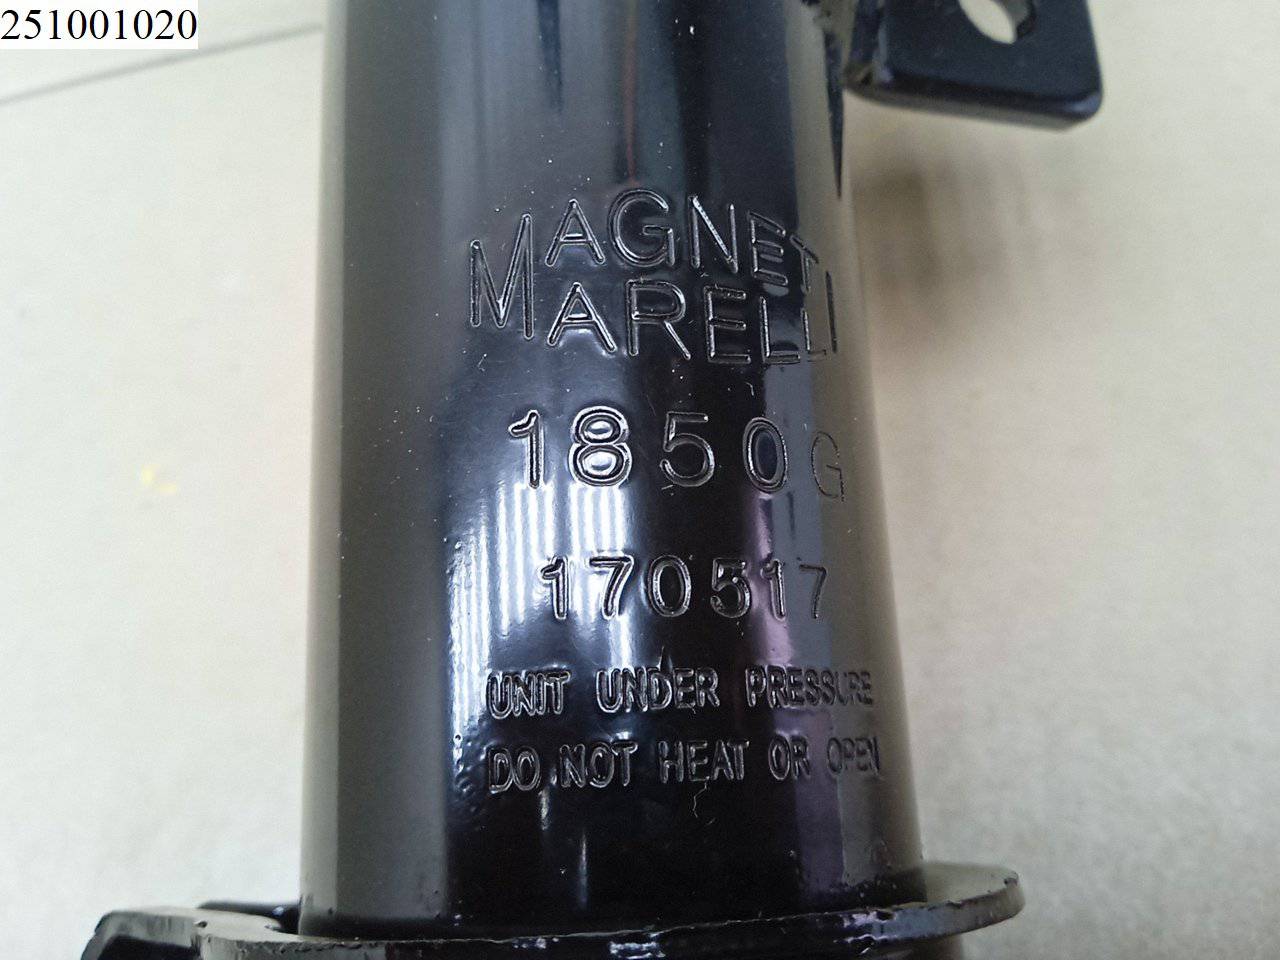 251001020
MAGNETI
MARELLI
1850G
170517
UNIT UNDER PRESSURE
DO NOT HEAT OR OPEN